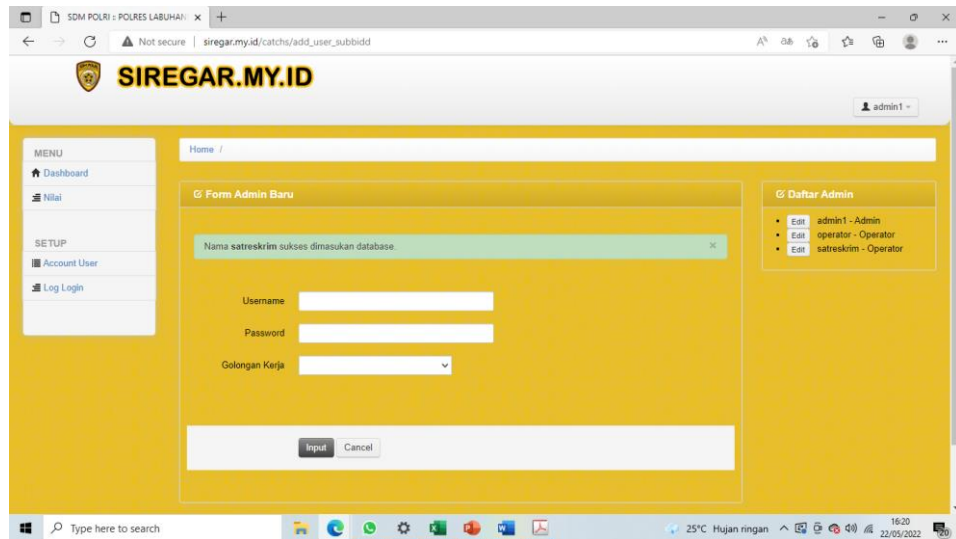 SDM POLRI :: POLRES LABUHAN
Not secure | siregar.my.id/catchs/add_user_subbidd
SIREGAR.MY.ID
admin1
MENU
Dashboard
Nilai
SETUP
Account User
Log Login
Home /
Form Admin Baru
Nama satreskrim sukses dimasukan database.
×
Username
Password
Golongan Kerja
Input Cancel
Daftar Admin
Edit admin1 - Admin
Edit operator - Operator
Edit satreskrim - Operator
Type here to search
25°C Hujan ringan
16:20
22/05/2022
20